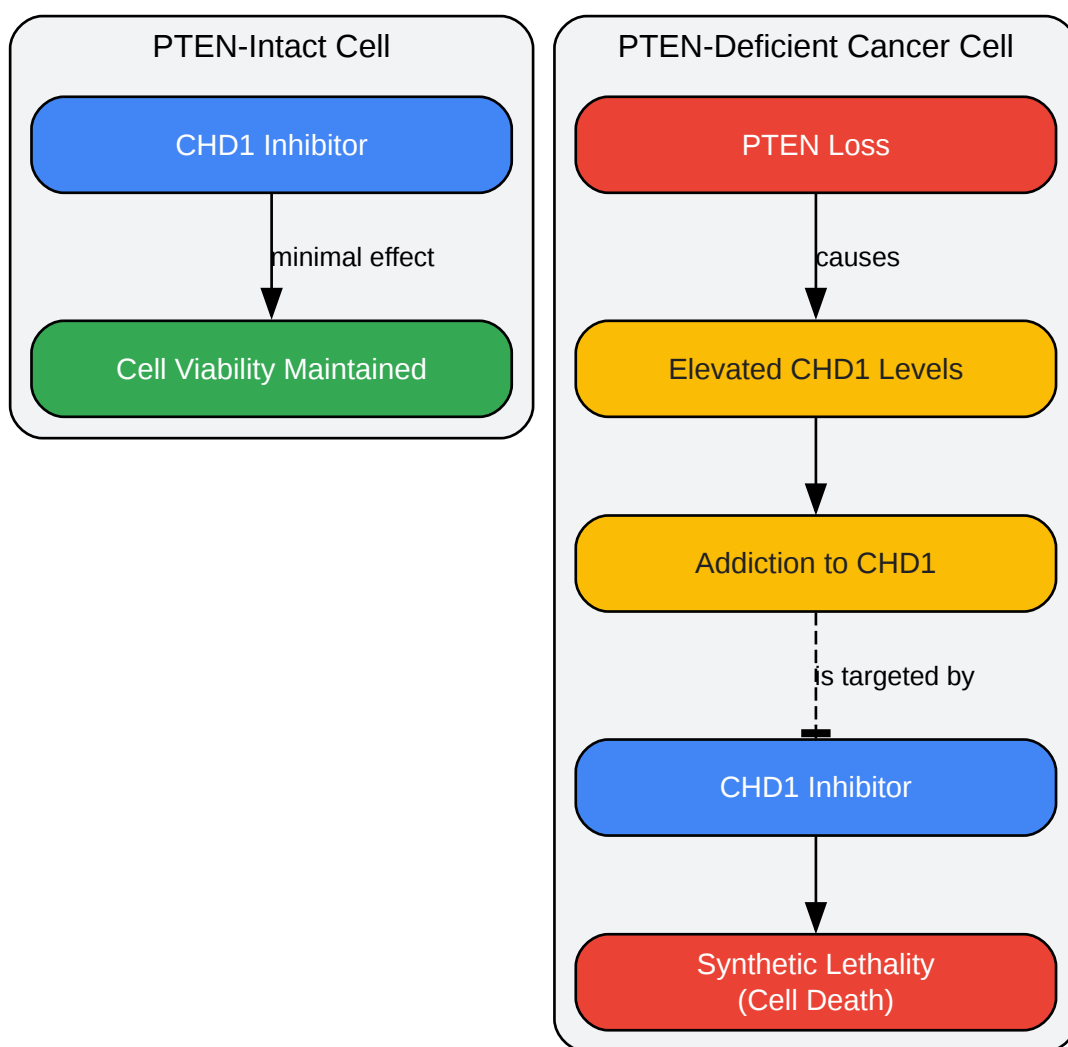 PTEN-Intact Cell
CHD1 Inhibitor
minimal effect
Cell Viability Maintained
PTEN-Deficient Cancer Cell
PTEN Loss
causes
Elevated CHD1 Levels
Addiction to CHD1
is targeted by
CHD1 Inhibitor
Synthetic Lethality
(Cell Death)